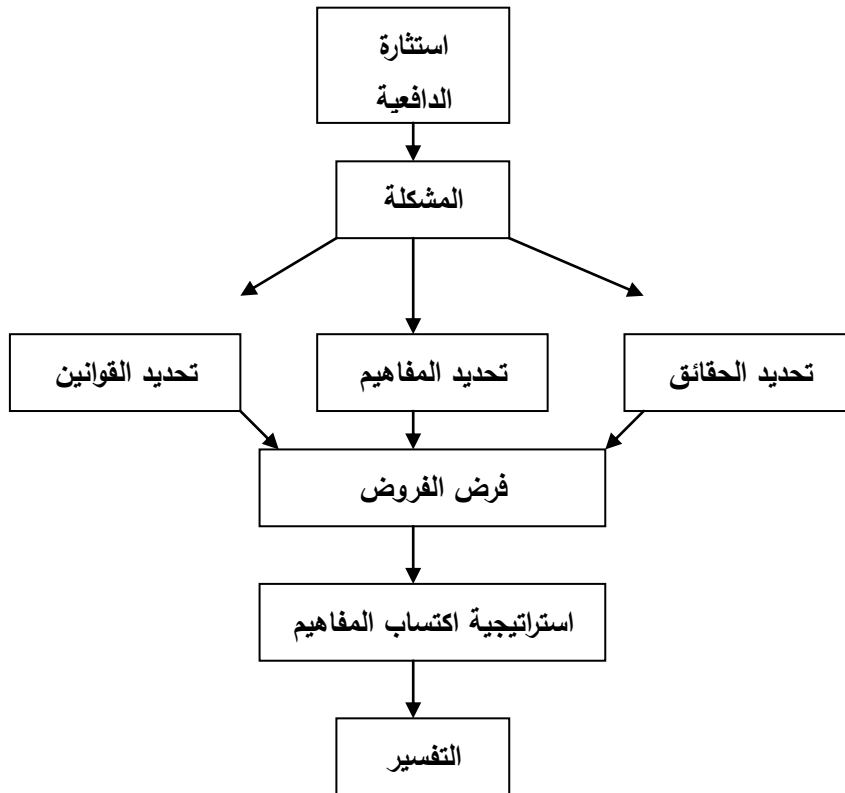 استثارة
الدافعية
المشكلة
تحديد الحقائق
تحديد المفاهيم
تحديد القوانين
فرض الفروض
استراتيجية اكتساب المفاهيم
التفسير